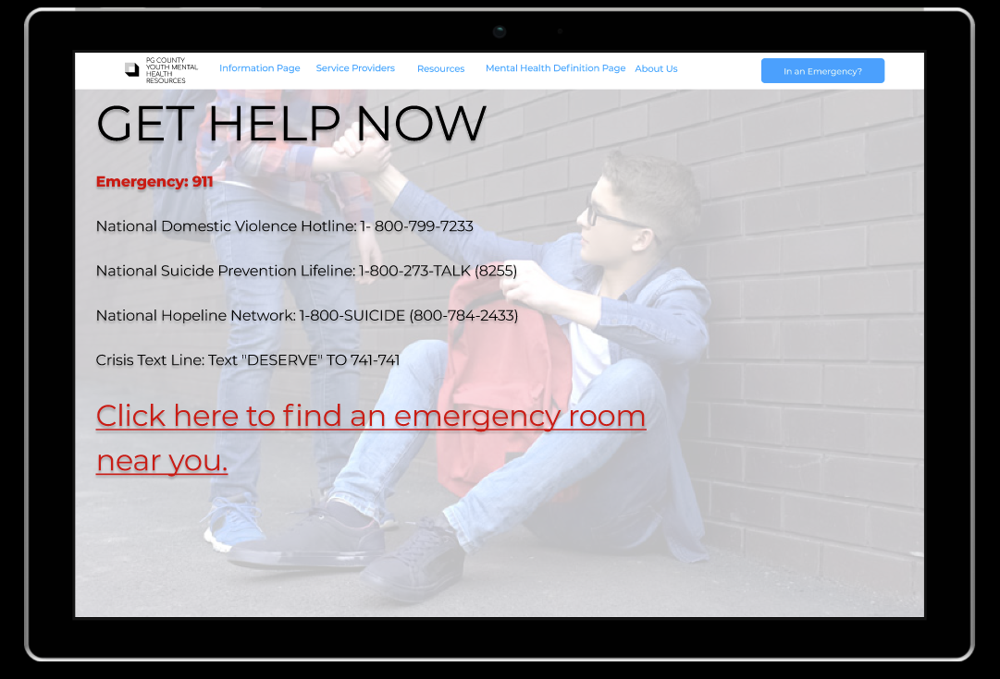 PG COUNTY
YOUTH MENTAL
HEALTH
RESOURCES
Information Page
Service Providers
Resources
Mental Health Definition Page
About Us
In an Emergency?
GET HELP NOW
Emergency: 911
National Domestic Violence Hotline: 1- 800-799-7233
National Suicide Prevention Lifeline: 1-800-273-TALK (8255)
National Hopeline Network: 1-800-SUICIDE (800-784-2433)
Crisis Text Line: Text "DESERVE" TO 741-741
Click here to find an emergency room
near you.